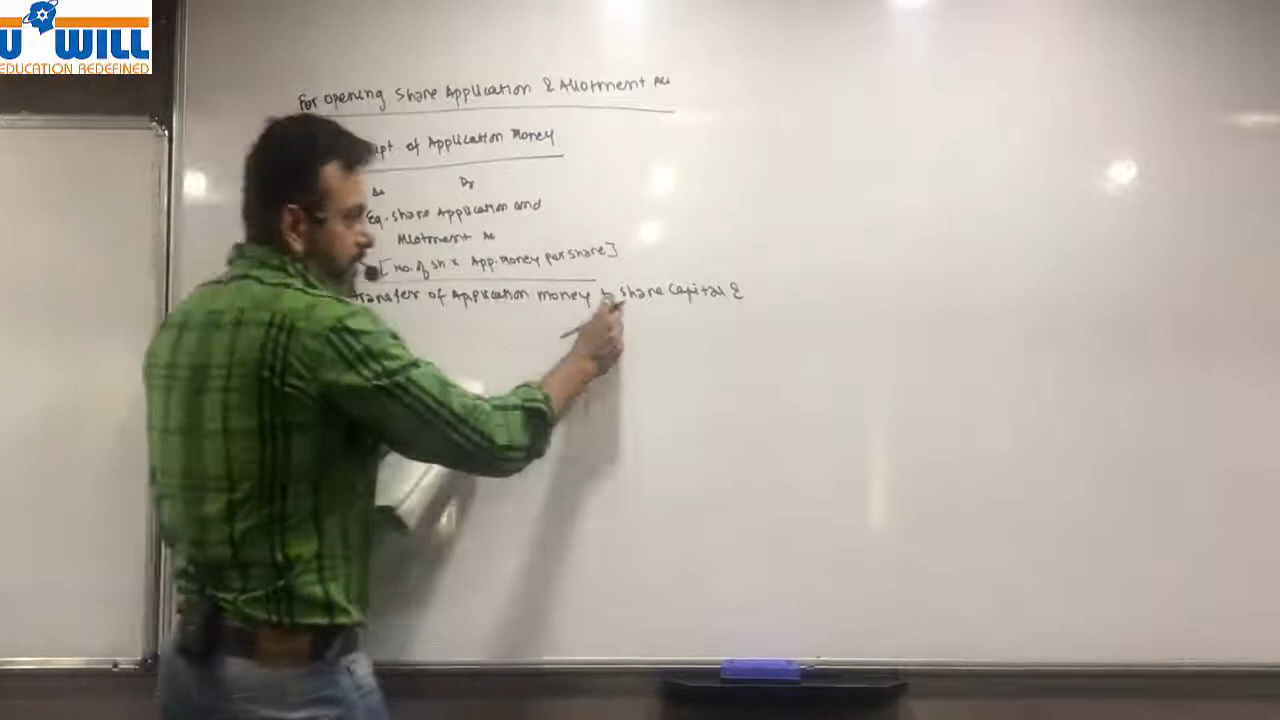 U WILL
EDUCATION REDEFINED
For opening Share Application & Allotment A/c
of Application Money
Dr
Eq. Share Application and
Allotment A/c
[No. of sh x App. Money per share]
Transfer of Application money to Share Capital &